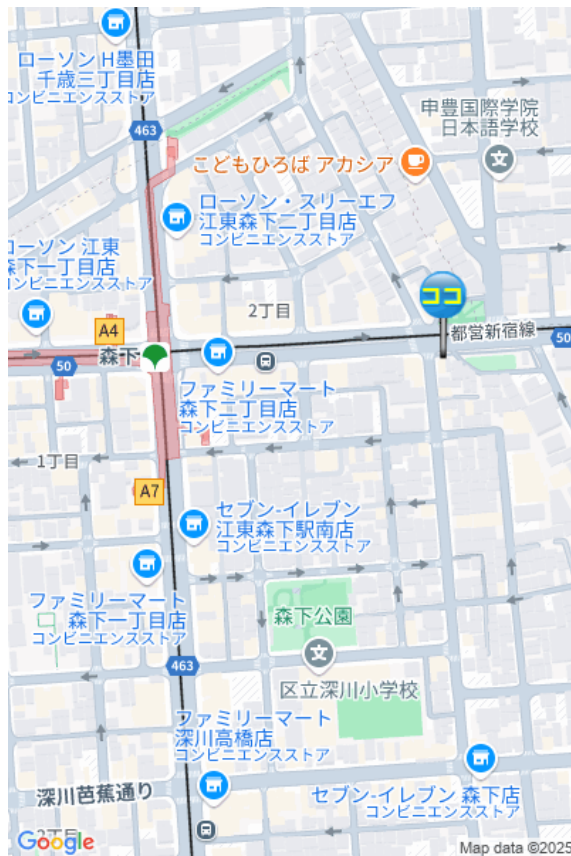 ローソン H墨田
千歳三丁目店
コンビニエンスストア
463
申豊国際学院
日本語学校
こどもひろば アカシア
ローソン・スリーエフ
江東森下二丁目店
コンビニエンスストア
ローソン 江東
森下一丁目店
コンビニエンスストア
2丁目
ココ
A4
森下
都営新宿線
50
50
ファミリーマート
森下二丁目店
コンビニエンスストア
1丁目
A7
セブン-イレブン
江東森下駅南店
コンビニエンスストア
ファミリーマート
森下一丁目店
コンビニエンスストア
森下公園
文
文
463
区立深川小学校
ファミリーマート
深川高橋店
コンビニエンスストア
深川芭蕉通り
セブン-イレブン 森下店
コンビニエンスストア
2丁目
Google
Map data ©2025